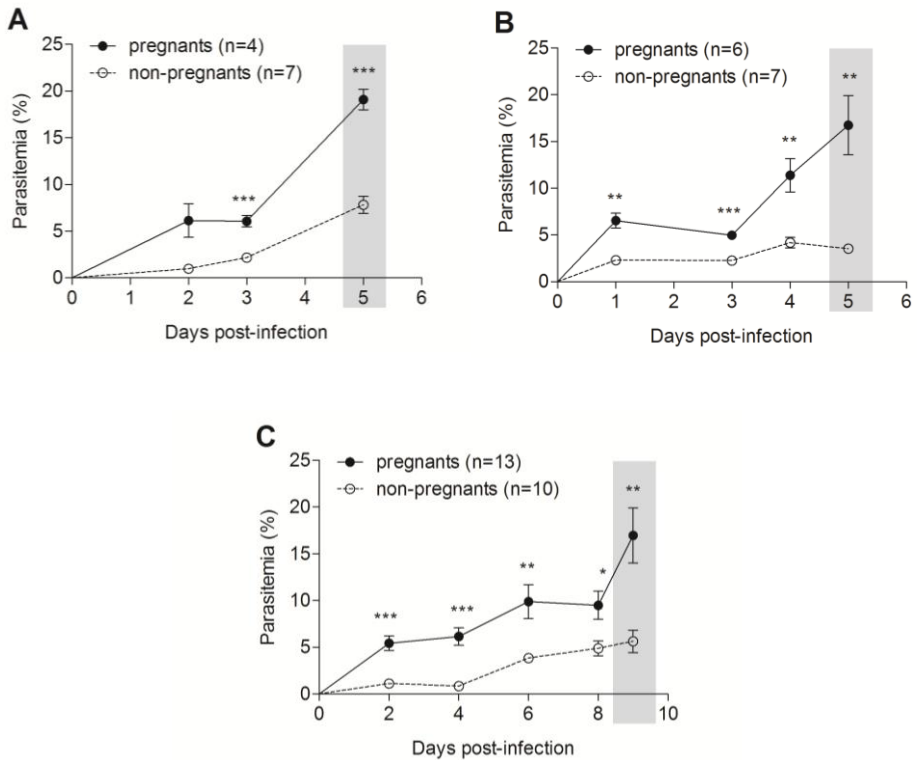 A
pregnants (n=4)
non-pregnants (n=7)
Parasitemia (%)
25
20
15
10
5
0
***
***
0 1 2 3 4 5 6
Days post-infection
B
pregnants (n=6)
non-pregnants (n=7)
Parasitemia (%)
25
20
15
10
5
0
**
***
**
**
0 1 2 3 4 5 6
Days post-infection
C
pregnants (n=13)
non-pregnants (n=10)
Parasitemia (%)
25
20
15
10
5
0
***
***
**
*
**
0 2 4 6 8 10
Days post-infection